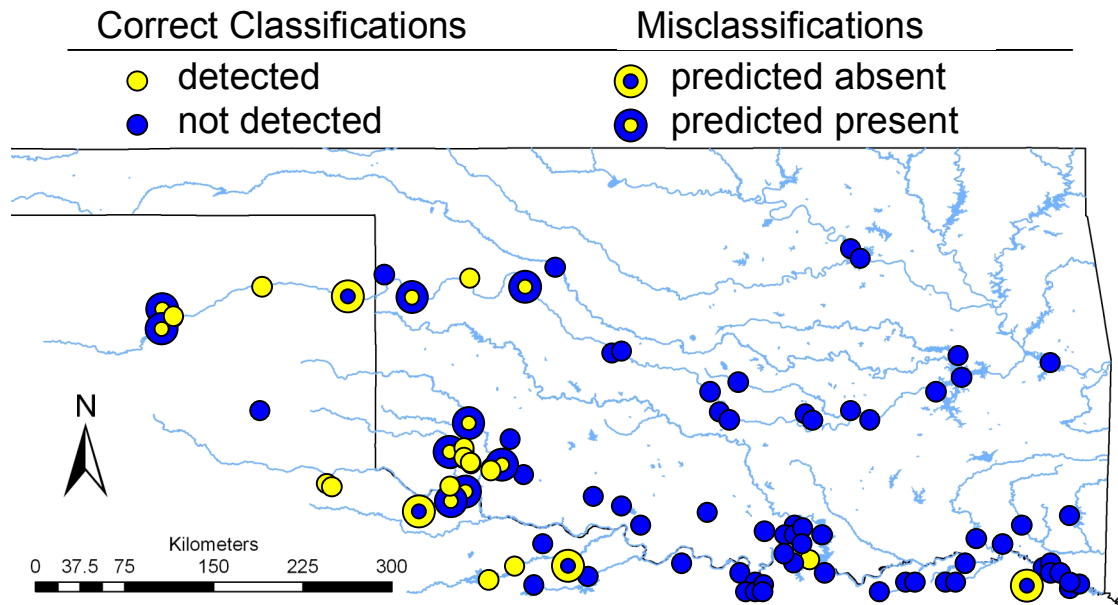 Correct Classifications Misclassifications
detected predicted absent
not detected predicted present
N
Kilometers
0 37.5 75 150 225 300